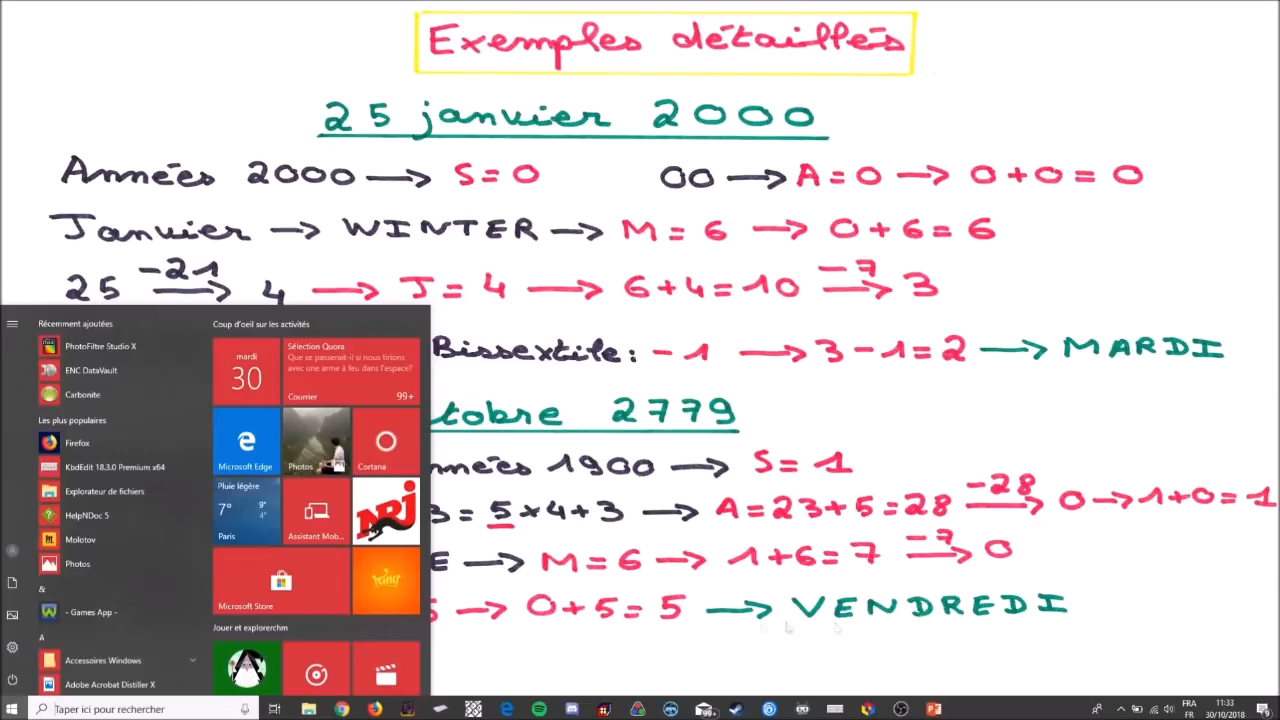 Exemples détaillés
25 janvier 2000
Années 2000 → S = 0 00 → A = 0 → 0 + 0 = 0
Janvier → WINTER → M = 6 → 0 + 6 = 6
25 -21 → 4 → J = 4 → 6 + 4 = 10 -7 → 3
Bissextile : - 1 → 3 - 1 = 2 → MARDI
tobre 2779
nnées 1900 → S = 1
3 = 5 × 4 + 3 → A = 23 + 5 = 28 -28 → 0 → 1 + 0 = 1
E → M = 6 → 1 + 6 = 7 -7 → 0
5 → 0 + 5 = 5 → VENDREDI
Récemment ajoutées
PhotoFiltre Studio X
ENC DataVault
Carbonite
Les plus populaires
Firefox
KbdEdit 18.3.0 Premium x64
Explorateur de fichiers
HelpNDoc 5
Molotov
Photos
&
- Games App -
A
Accessoires Windows
Adobe Acrobat Distiller X
Coup d'oeil sur les activités
mardi
30
Sélection Quora
Que se passerait-il si nous tirions
avec une arme à feu dans l'espace?
Courrier 99+
Microsoft Edge
Photos
Cortana
Pluie légère
7° 9°
4°
Paris
Assistant Mob...
NRJ
Microsoft Store
King
Jouer et explorerchm
Taper ici pour rechercher
99+
FRA
FR
11:33
30/10/2018